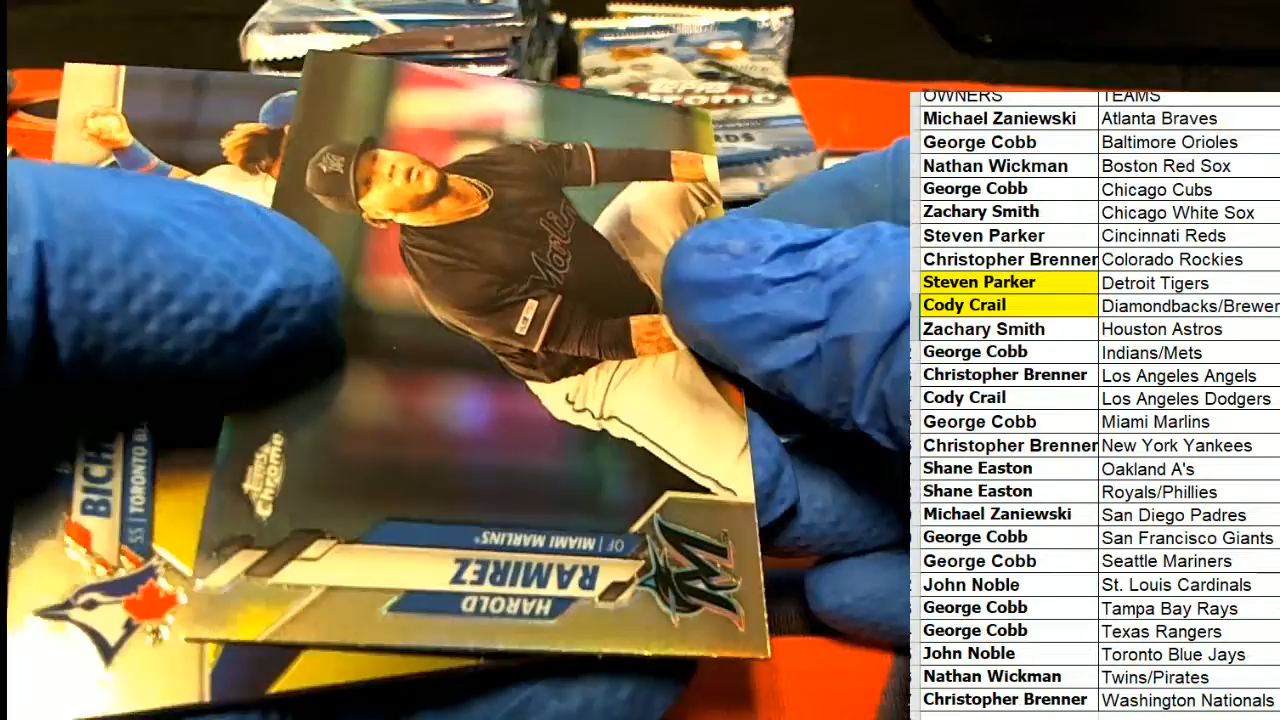 Topps
CHROME
HAROLD
RAMIREZ
OF | MIAMI MARLINS®
Topps
CHROME
Marlin
BICH
SS | TORONTO BL
OWNERS TEAMS
Michael Zaniewski Atlanta Braves
George Cobb Baltimore Orioles
Nathan Wickman Boston Red Sox
George Cobb Chicago Cubs
Zachary Smith Chicago White Sox
Steven Parker Cincinnati Reds
Christopher Brenner Colorado Rockies
Steven Parker Detroit Tigers
Cody Crail Diamondbacks/Brewer
Zachary Smith Houston Astros
George Cobb Indians/Mets
Christopher Brenner Los Angeles Angels
Cody Crail Los Angeles Dodgers
George Cobb Miami Marlins
Christopher Brenner New York Yankees
Shane Easton Oakland A's
Shane Easton Royals/Phillies
Michael Zaniewski San Diego Padres
George Cobb San Francisco Giants
George Cobb Seattle Mariners
John Noble St. Louis Cardinals
George Cobb Tampa Bay Rays
George Cobb Texas Rangers
John Noble Toronto Blue Jays
Nathan Wickman Twins/Pirates
Christopher Brenner Washington Nationals